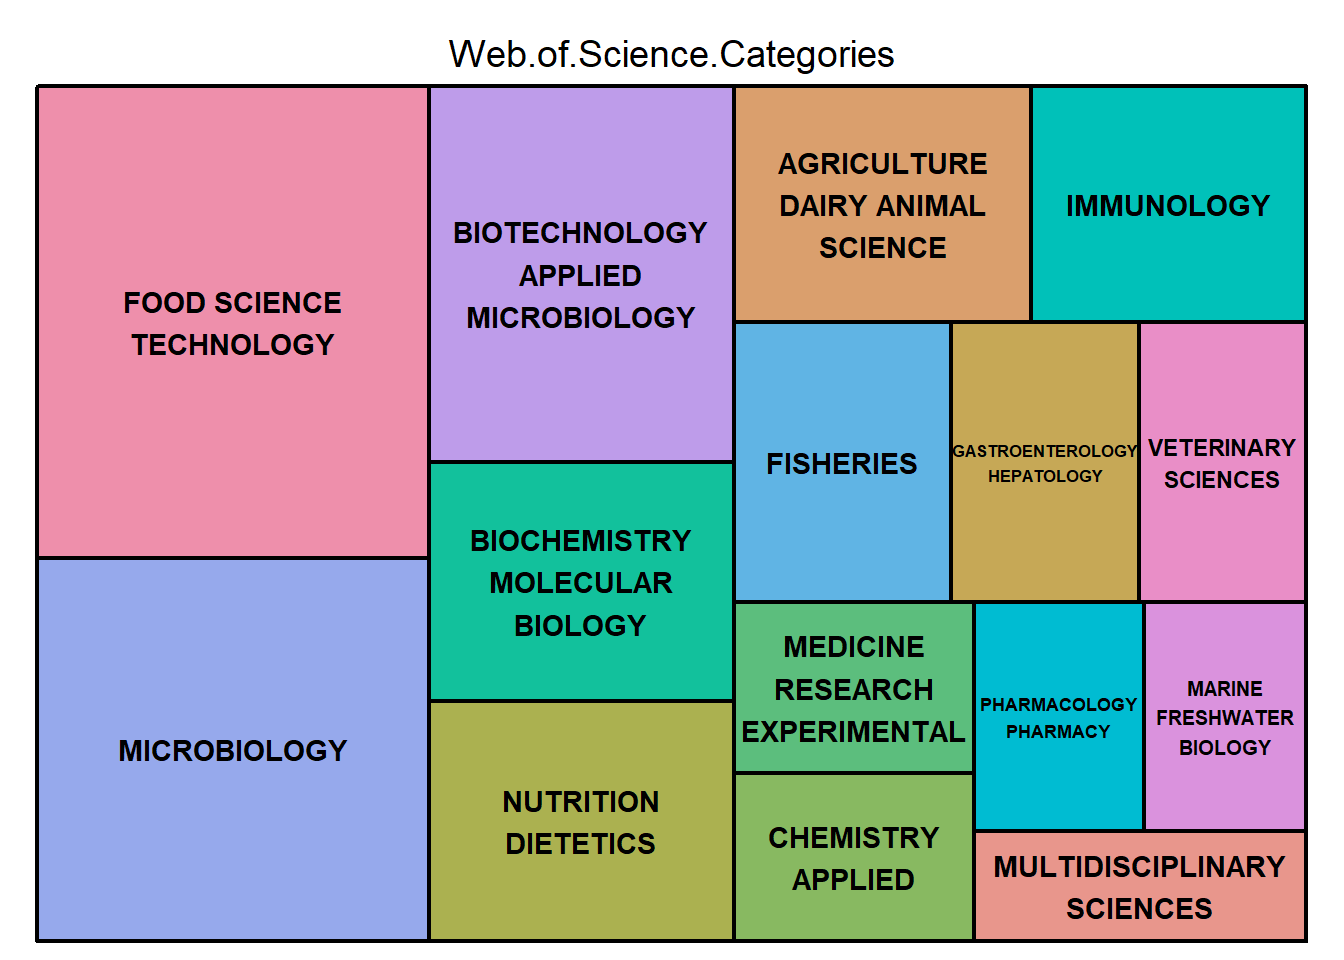 Web.of.Science.Categories
FOOD SCIENCE
TECHNOLOGY
MICROBIOLOGY
BIOTECHNOLOGY
APPLIED
MICROBIOLOGY
BIOCHEMISTRY
MOLECULAR
BIOLOGY
NUTRITION
DIETETICS
AGRICULTURE
DAIRY ANIMAL
SCIENCE
IMMUNOLOGY
FISHERIES
GASTROENTEROLOGY
HEPATOLOGY
VETERINARY
SCIENCES
MEDICINE
RESEARCH
EXPERIMENTAL
CHEMISTRY
APPLIED
PHARMACOLOGY
PHARMACY
MARINE
FRESHWATER
BIOLOGY
MULTIDISCIPLINARY
SCIENCES